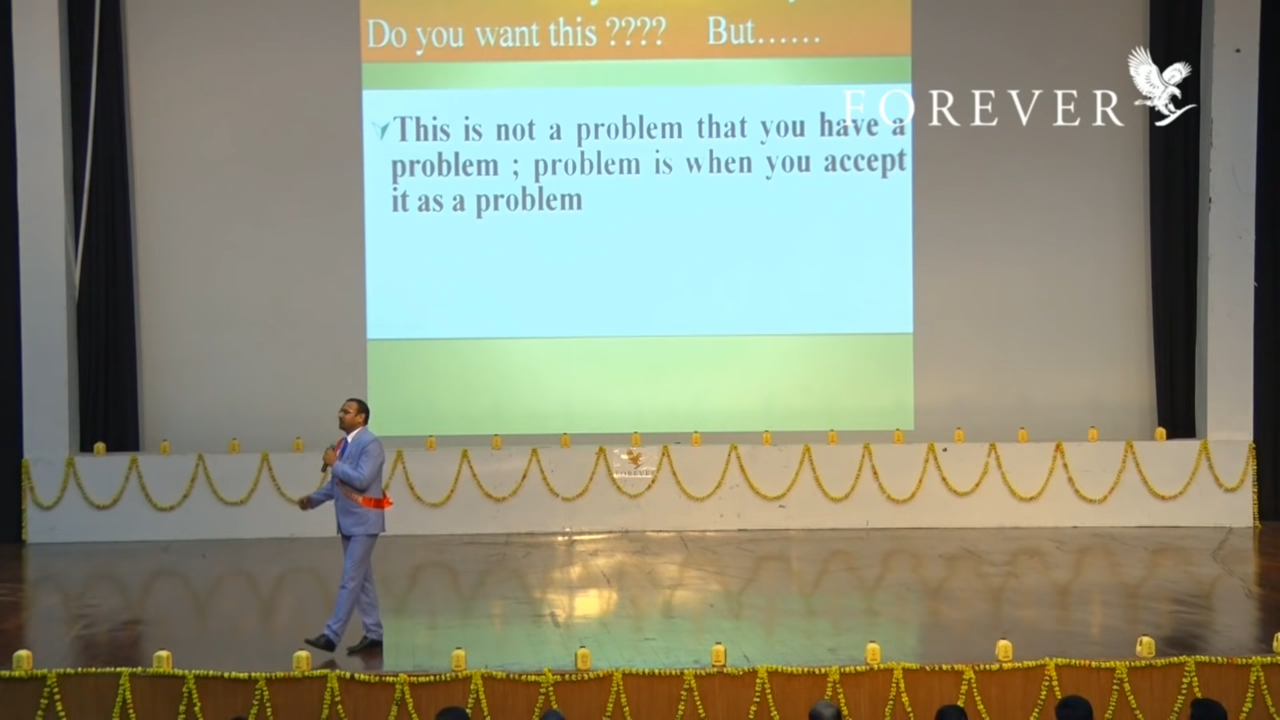 Do you want this ???? But......
FOREVER
This is not a problem that you have a
problem ; problem is when you accept
it as a problem
FOREVER